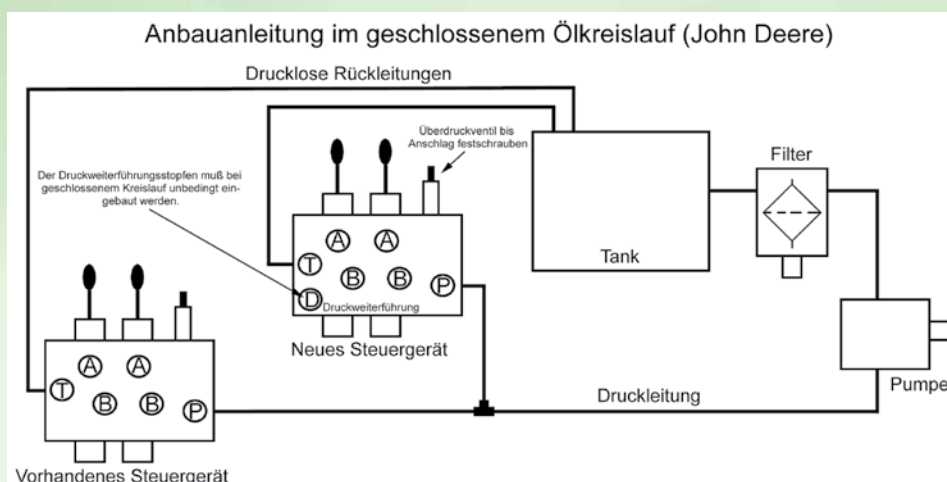 Anbauanleitung im geschlossenem Ölkreislauf (John Deere)
Drucklose Rückleitungen
Überdruckventil bis
Anschlag festschrauben
Filter
Der Druckweiterführungsstopfen muß bei
geschlossenem Kreislauf unbedingt ein-
gebaut werden.
A A
T
B B
P
D
Druckweiterführung
Tank
Neues Steuergerät
Pumpe
A A
T
B B
P
Druckleitung
Vorhandenes Steuergerät